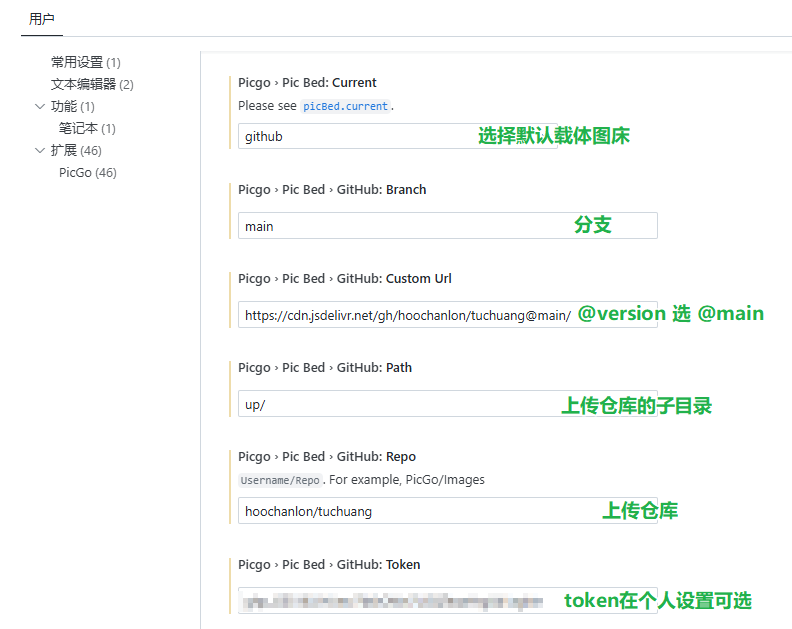 用户
常用设置 (1)
文本编辑器 (2)
功能 (1)
笔记本 (1)
扩展 (46)
PicGo (46)
Picgo › Pic Bed: Current
Please see picBed.current.
github 选择默认载体图床
Picgo › Pic Bed › GitHub: Branch
main 分支
Picgo › Pic Bed › GitHub: Custom Url
https://cdn.jsdelivr.net/gh/hoochanlon/tuchuang@main/ @version 选 @main
Picgo › Pic Bed › GitHub: Path
up/ 上传仓库的子目录
Picgo › Pic Bed › GitHub: Repo
Username/Repo. For example, PicGo/Images
hoochanlon/tuchuang 上传仓库
Picgo › Pic Bed › GitHub: Token
token在个人设置可选